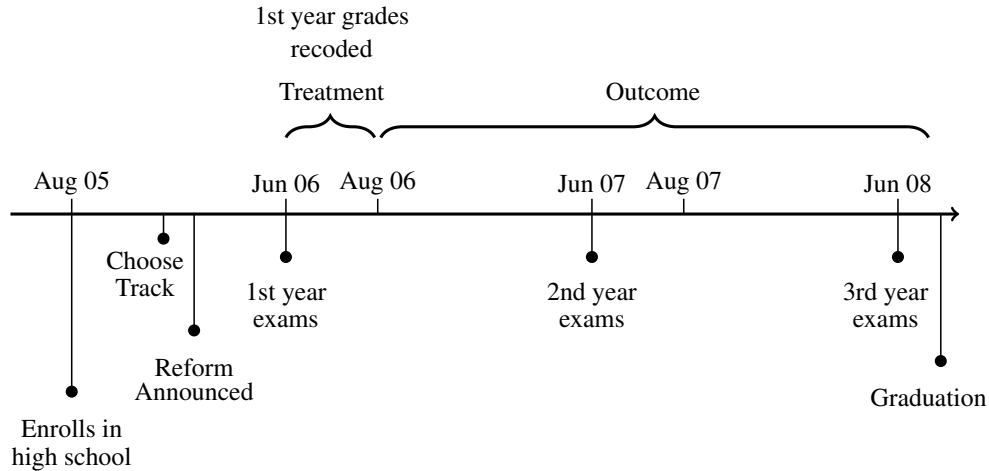 1st year grades
recoded
Treatment
Outcome
Aug 05
Jun 06
Aug 06
Jun 07
Aug 07
Jun 08
Choose
Track
1st year
exams
2nd year
exams
3rd year
exams
Reform
Announced
Graduation
Enrolls in
high school